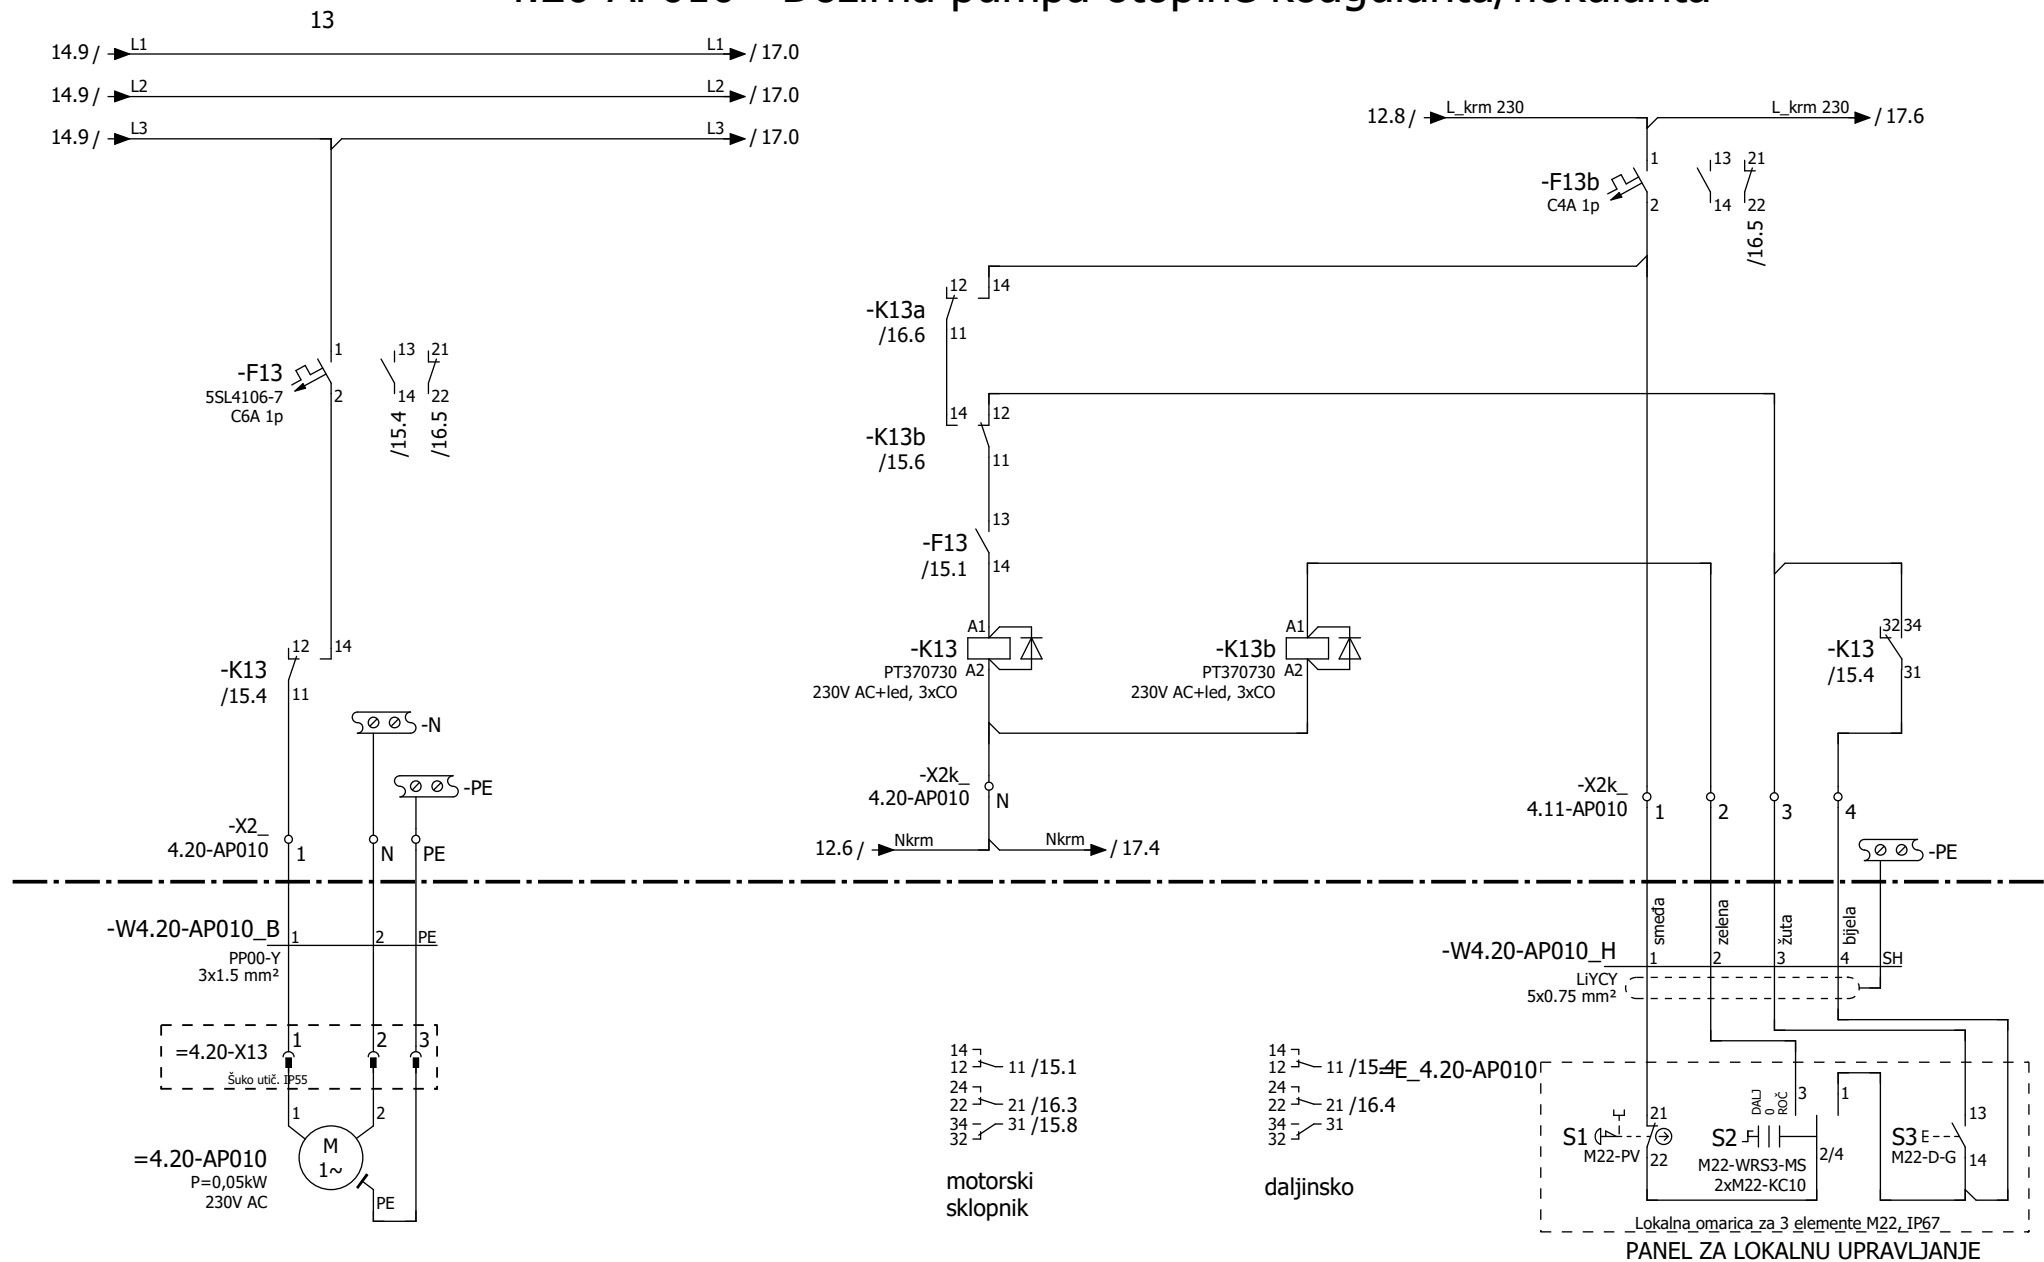 13
14.9 / L1 L1 / 17.0
14.9 / L2 L2 / 17.0
14.9 / L3 L3 / 17.0
12.8 / L_krm 230 L_krm 230 / 17.6
-F13b
C4A 1p
1
2
13 21
14 22
/16.5
-K13a
/16.6
12 14
11
-F13
5SL4106-7
C6A 1p
1
2
13 21
14 22
/15.4
/16.5
-K13b
/15.6
14 12
11
-F13
/15.1
13
14
-K13
/15.4
12 14
11
A1
-K13
PT370730
A2
230V AC+led, 3xCO
A1
-K13b
PT370730
A2
230V AC+led, 3xCO
-K13
/15.4
32 34
31
-N
-PE
-X2_
4.20-AP010
1 N PE
-X2k_
4.20-AP010
N
12.6 / Nkrm Nkrm / 17.4
-X2k_
4.11-AP010
1 2 3 4
-PE
-W4.20-AP010_B
PP00-Y
3x1.5 mm²
1 2 PE
smeđa
zelena
žuta
bijela
-W4.20-AP010_H
LiYCY
5x0.75 mm²
1 2 3 4 SH
=4.20-X13
Šuko utič. IP55
1 2 3
1 2
M
1~
=4.20-AP010
P=0,05kW
230V AC
PE
14
12 11 /15.1
24
22 21 /16.3
34 31 /15.8
32
motorski
sklopnik
14
12 11 /15.4
24
22 21 /16.4
34 31
32
daljinsko
=E_4.20-AP010
S1
M22-PV
21
22
DALJ
0
ROČ
3 1
S2
M22-WRS3-MS
2xM22-KC10
2/4
S3
M22-D-G
13
14
Lokalna omarica za 3 elemente M22, IP67
PANEL ZA LOKALNU UPRAVLJANJE